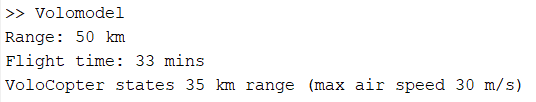 >> Volomodel
Range: 50 km
Flight time: 33 mins
VoloCopter states 35 km range (max air speed 30 m/s)